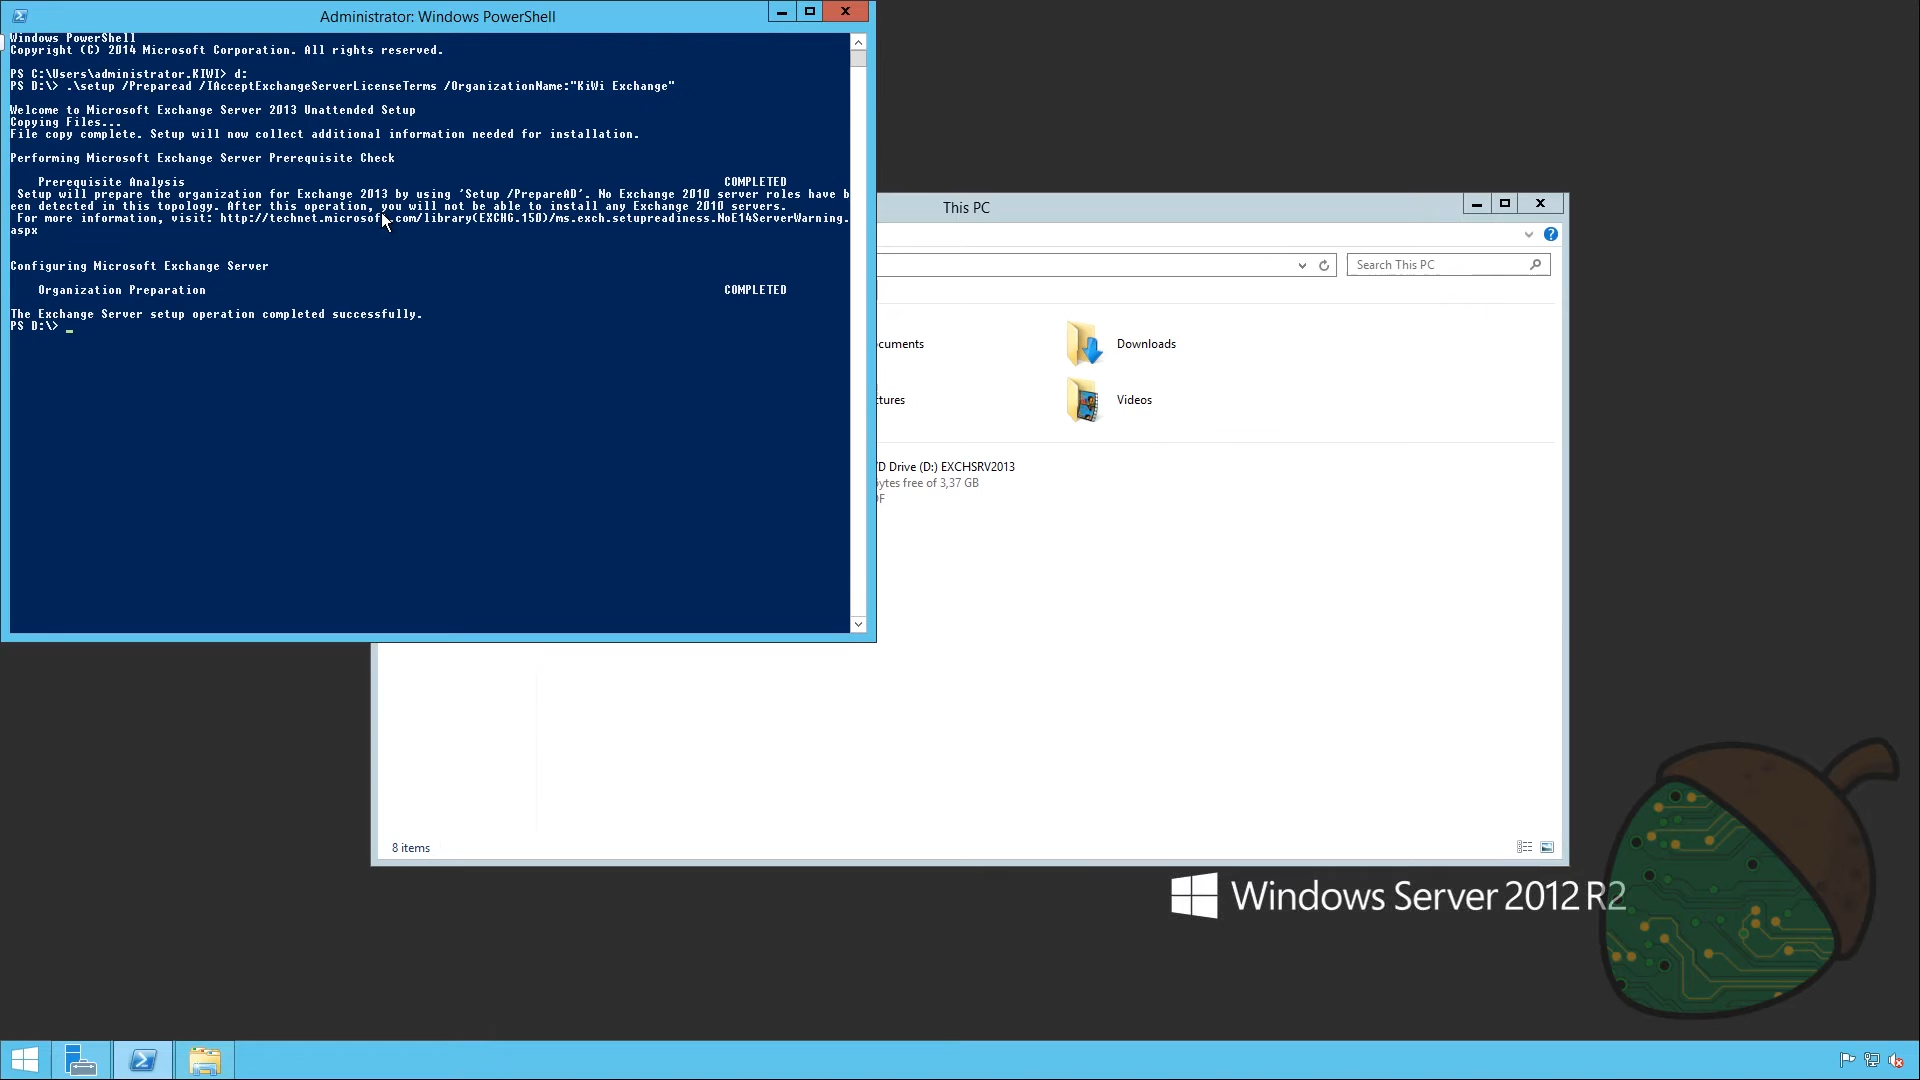 Administrator: Windows PowerShell
Windows PowerShell
Copyright (C) 2014 Microsoft Corporation. All rights reserved.
PS C:\Users\administrator.KIWI> d:
PS D:\> .\setup /Preparead /IAcceptExchangeServerLicenseTerms /OrganizationName:"KiWi Exchange"
Welcome to Microsoft Exchange Server 2013 Unattended Setup
Copying Files...
File copy complete. Setup will now collect additional information needed for installation.
Performing Microsoft Exchange Server Prerequisite Check
Prerequisite Analysis COMPLETED
Setup will prepare the organization for Exchange 2013 by using 'Setup /PrepareAD'. No Exchange 2010 server roles have b
een detected in this topology. After this operation, you will not be able to install any Exchange 2010 servers.
For more information, visit: http://technet.microsoft.com/library(EXCHG.150)/ms.exch.setupreadiness.NoE14ServerWarning.
aspx
Configuring Microsoft Exchange Server
Organization Preparation COMPLETED
The Exchange Server setup operation completed successfully.
PS D:\> _
This PC
Search This PC
cuments
Downloads
ctures
Videos
D Drive (D:) EXCHSRV2013
ytes free of 3,37 GB
DF
8 items
Windows Server 2012 R2